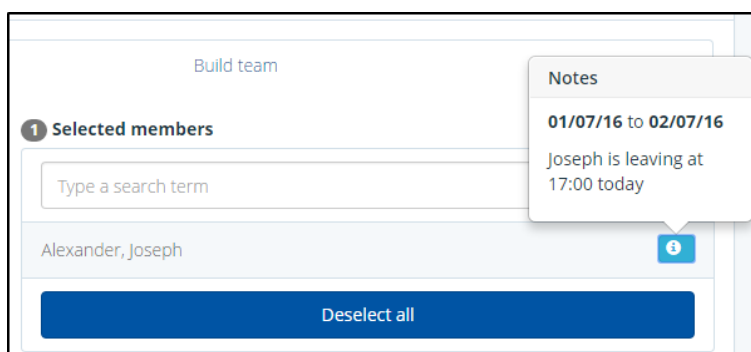 Build team
Notes
01/07/16 to 02/07/16
Joseph is leaving at
17:00 today
1 Selected members
Type a search term
Alexander, Joseph
Deselect all